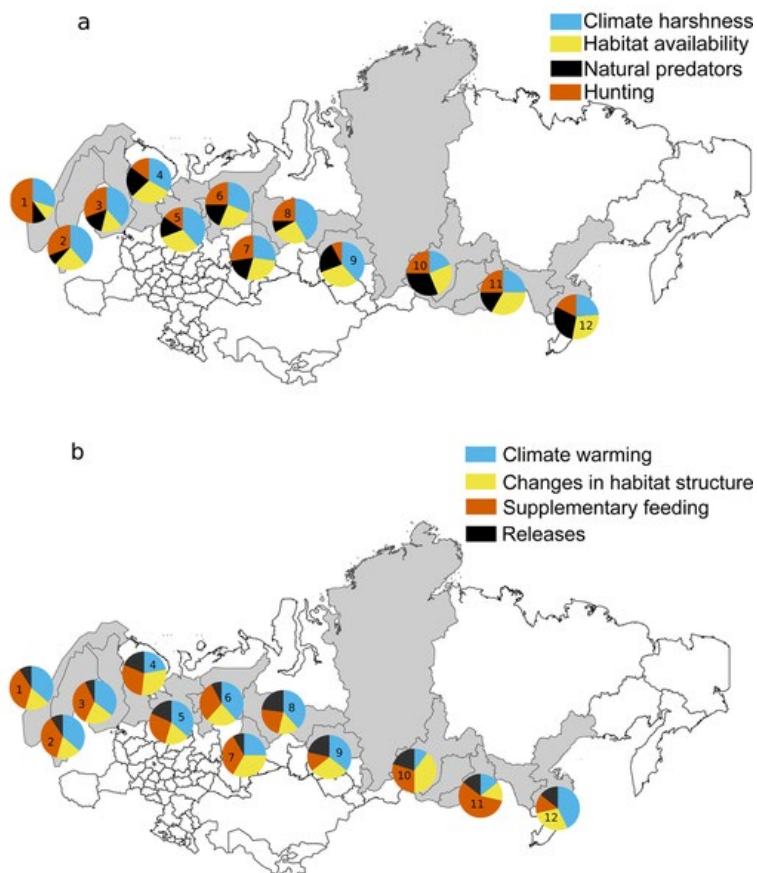 a
Climate harshness
Habitat availability
Natural predators
Hunting
1
2
3
4
5
6
7
8
9
10
11
12
b
Climate warming
Changes in habitat structure
Supplementary feeding
Releases
1
2
3
4
5
6
7
8
9
10
11
12